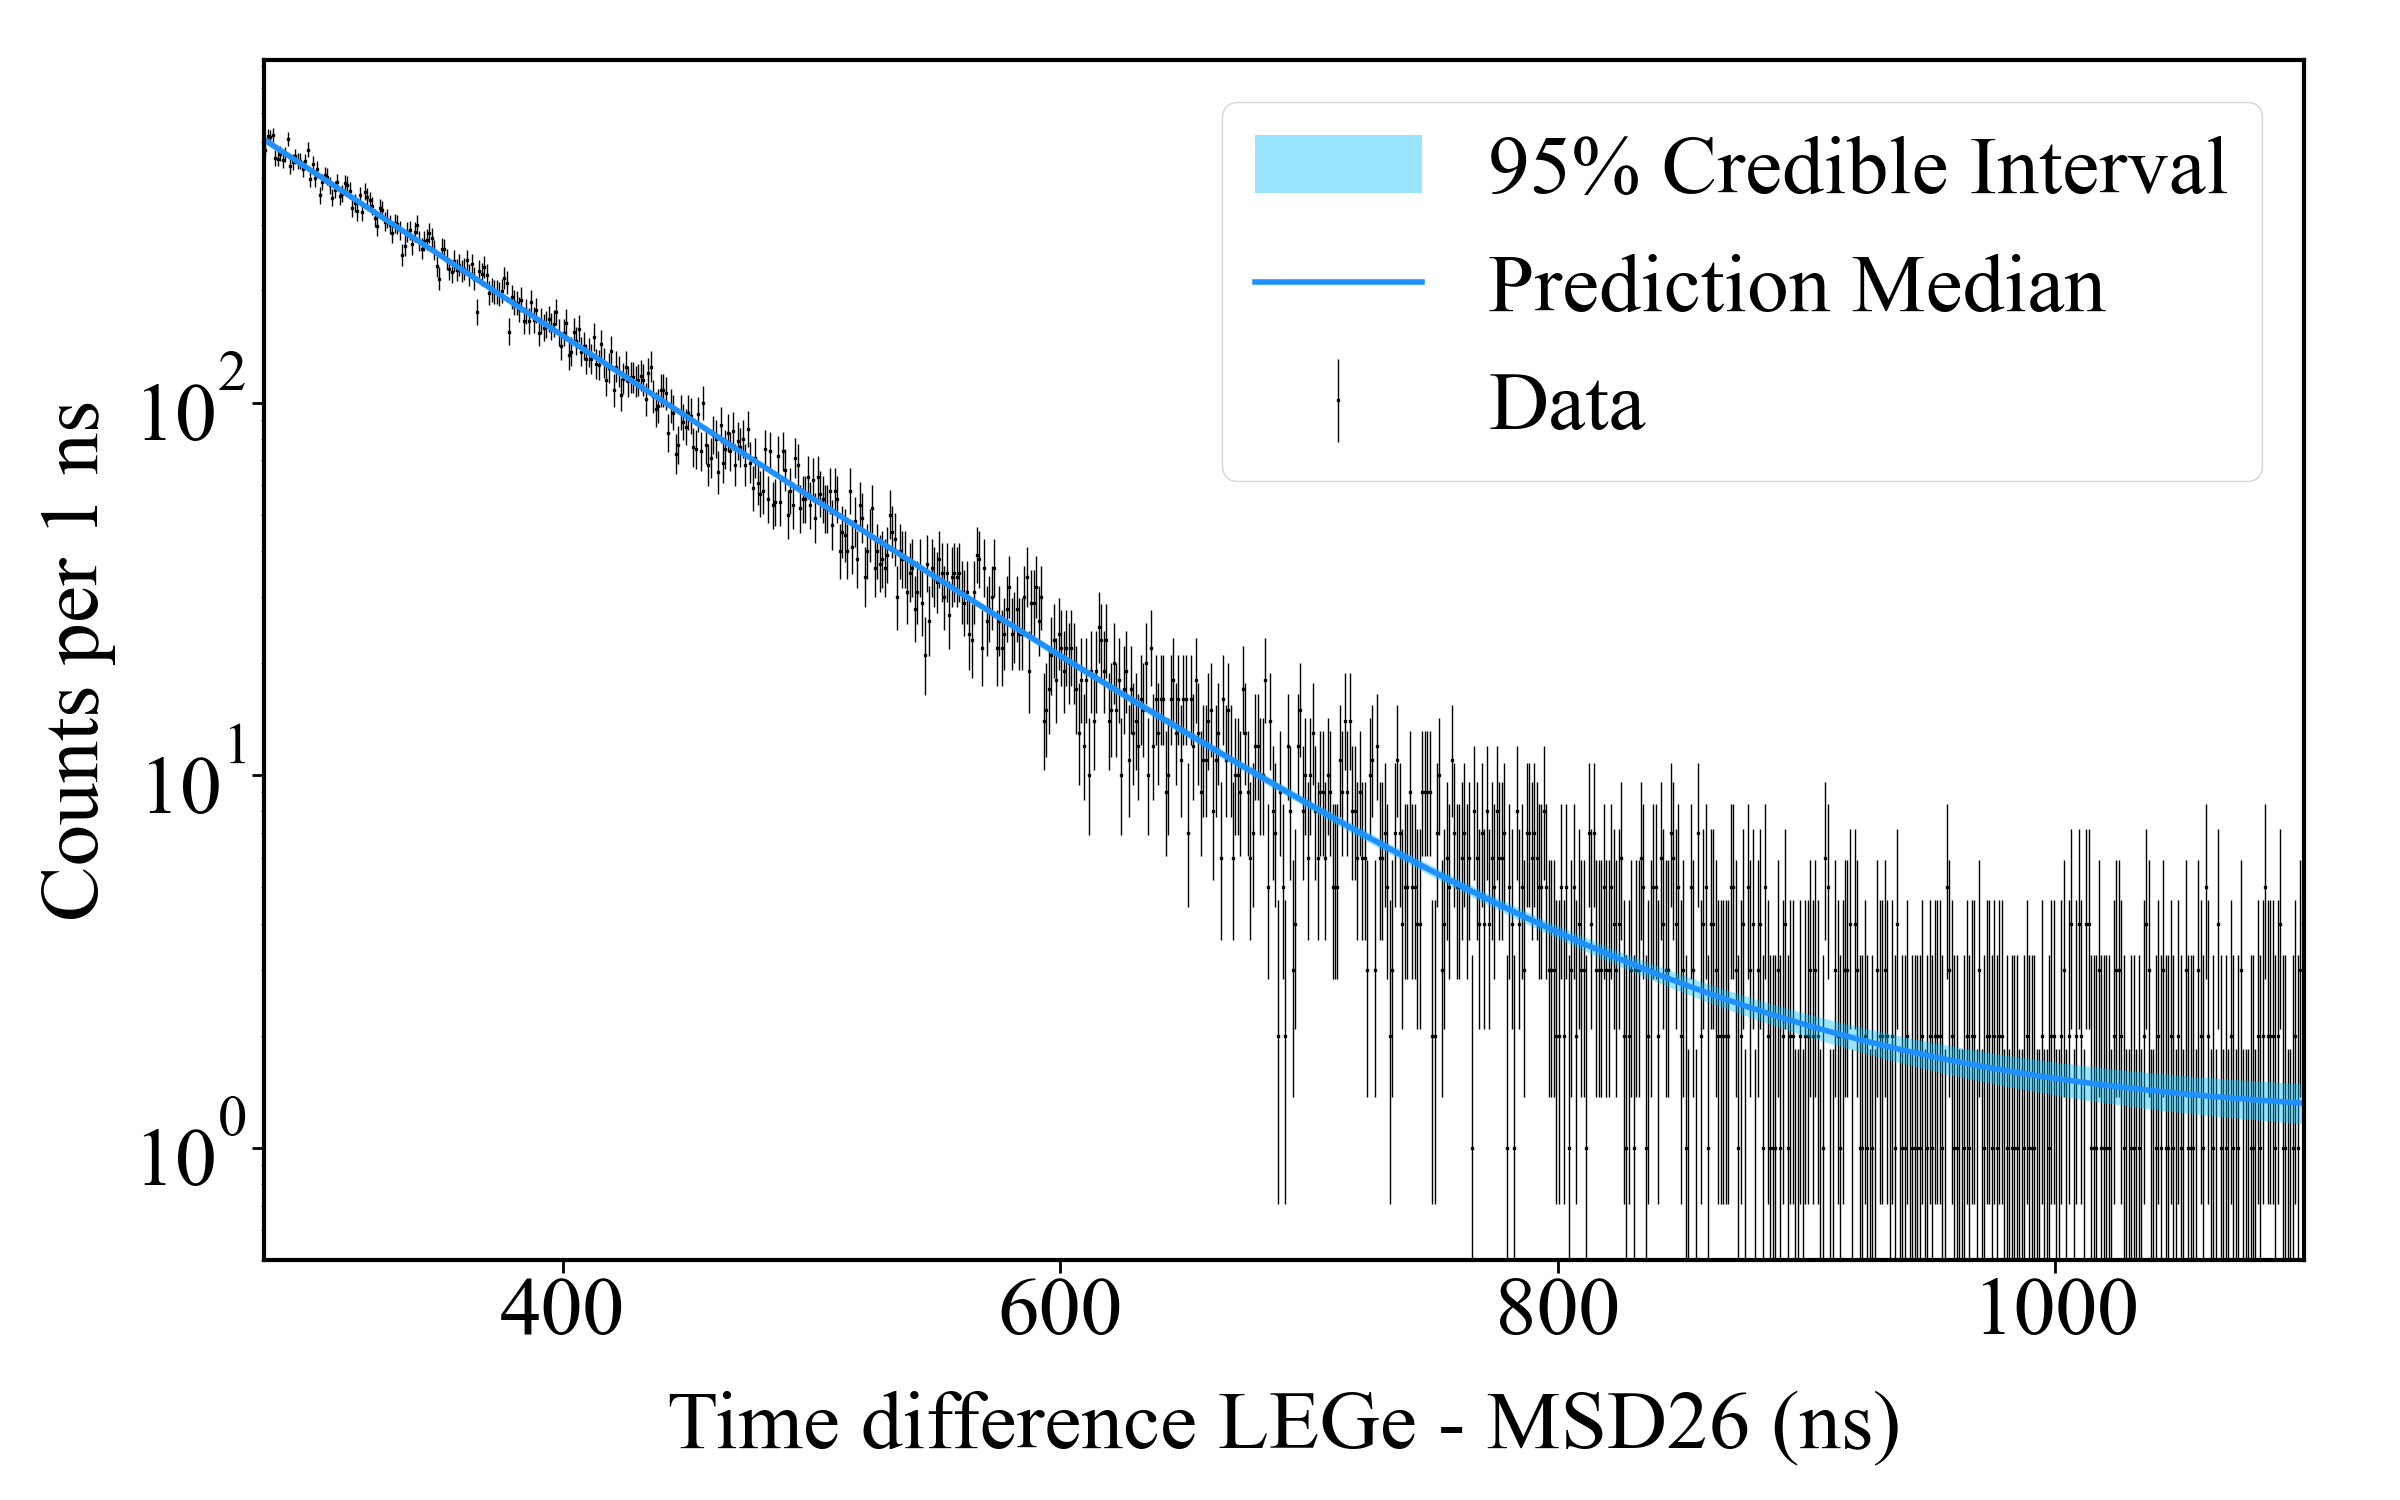 95% Credible Interval
Prediction Median
Data
Counts per 1 ns
10^2
10^1
10^0
400 600 800 1000
Time difference LEGe - MSD26 (ns)